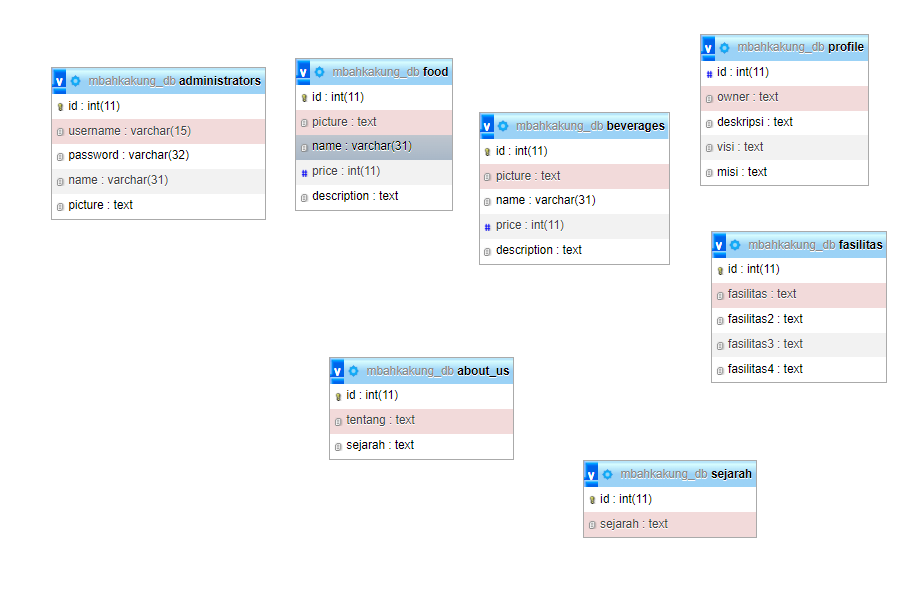 mbahkakung_db administrators
id : int(11)
username : varchar(15)
password : varchar(32)
name : varchar(31)
picture : text
mbahkakung_db food
id : int(11)
picture : text
name : varchar(31)
price : int(11)
description : text
mbahkakung_db beverages
id : int(11)
picture : text
name : varchar(31)
price : int(11)
description : text
mbahkakung_db profile
id : int(11)
owner : text
deskripsi : text
visi : text
misi : text
mbahkakung_db fasilitas
id : int(11)
fasilitas : text
fasilitas2 : text
fasilitas3 : text
fasilitas4 : text
mbahkakung_db about_us
id : int(11)
tentang : text
sejarah : text
mbahkakung_db sejarah
id : int(11)
sejarah : text